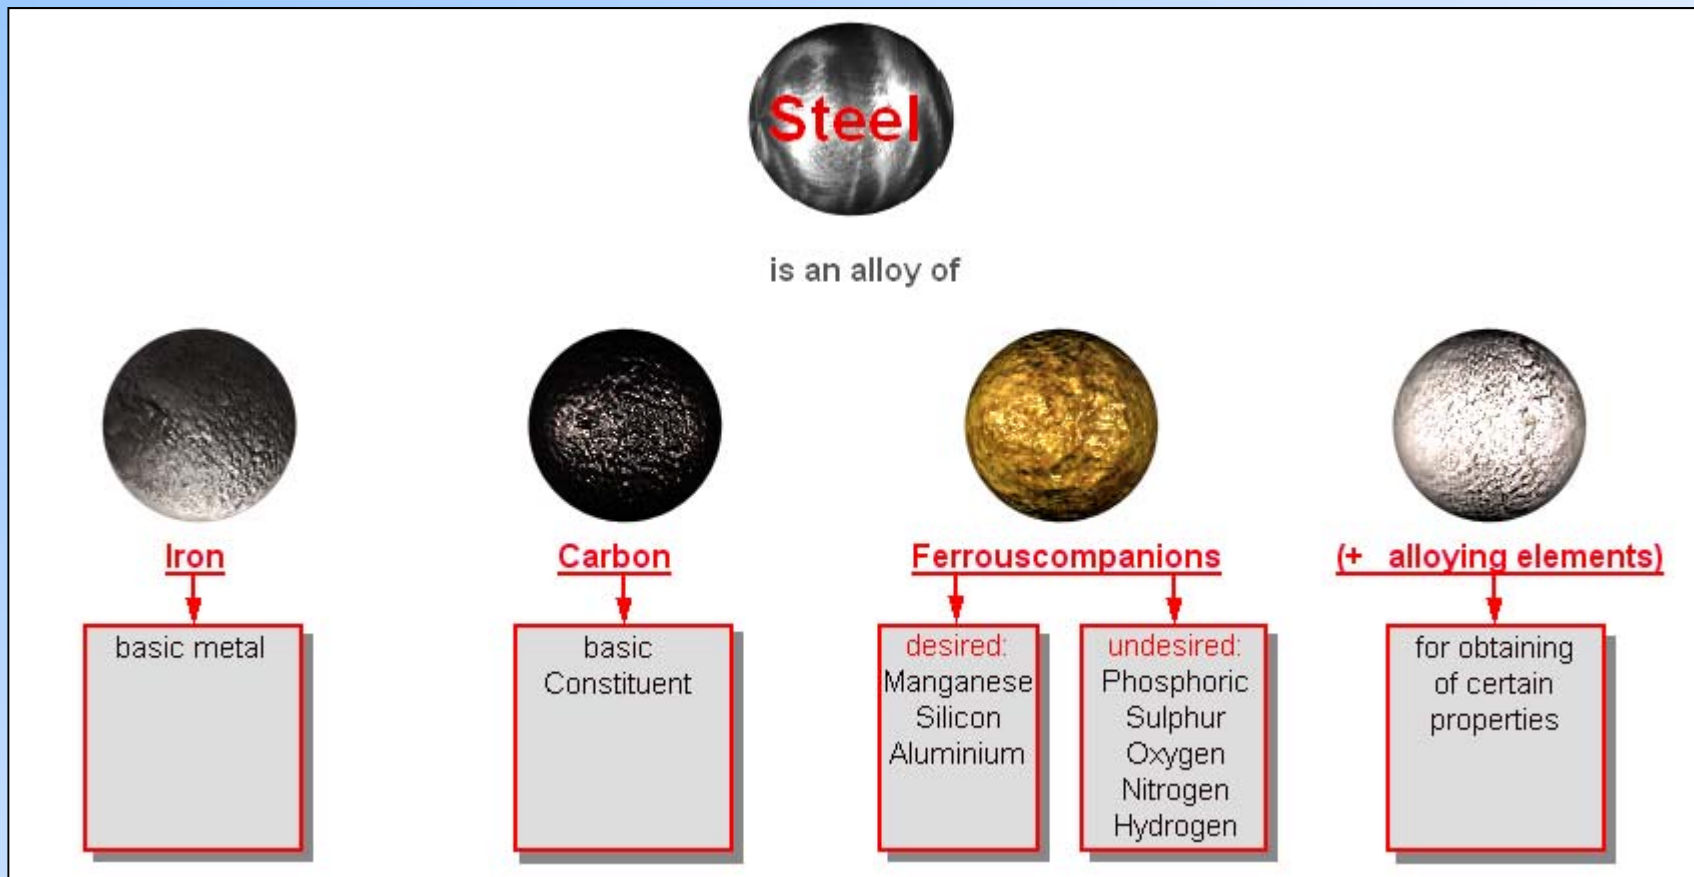 Steel
is an alloy of
Iron
Carbon
Ferrouscompanions
(+ alloying elements)
basic metal
basic
Constituent
desired:
Manganese
Silicon
Aluminium
undesired:
Phosphoric
Sulphur
Oxygen
Nitrogen
Hydrogen
for obtaining
of certain
properties